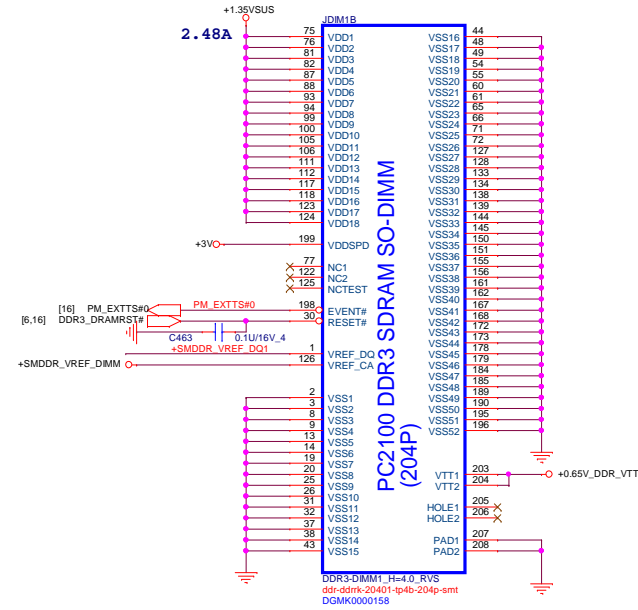 +1.35VSUS
2.48A
JDIM1B
75 VDD1
76 VDD2
81 VDD3
82 VDD4
87 VDD5
88 VDD6
93 VDD7
94 VDD8
99 VDD9
100 VDD10
105 VDD11
106 VDD12
111 VDD13
112 VDD14
117 VDD15
118 VDD16
123 VDD17
124 VDD18
+3V 199 VDDSPD
77 NC1
122 NC2
125 NCTEST
[16] PM_EXTTS#0 PM_EXTTS#0 198 EVENT#
[6,16] DDR3_DRAMRST# 30 RESET#
C463 0.1U/16V_4
+SMDDR_VREF_DQ1 1 VREF_DQ
+SMDDR_VREF_DIMM 126 VREF_CA
2 VSS1
3 VSS2
8 VSS3
9 VSS4
13 VSS5
14 VSS6
19 VSS7
20 VSS8
25 VSS9
26 VSS10
31 VSS11
32 VSS12
37 VSS13
38 VSS14
43 VSS15
PC2100 DDR3 SDRAM SO-DIMM
(204P)
VSS16 44
VSS17 48
VSS18 49
VSS19 54
VSS20 55
VSS21 60
VSS22 61
VSS23 65
VSS24 66
VSS25 71
VSS26 72
VSS27 127
VSS28 128
VSS29 133
VSS30 134
VSS31 138
VSS32 139
VSS33 144
VSS34 145
VSS35 150
VSS36 151
VSS37 155
VSS38 156
VSS39 161
VSS40 162
VSS41 167
VSS42 168
VSS43 172
VSS44 173
VSS45 178
VSS46 179
VSS47 184
VSS48 185
VSS49 189
VSS50 190
VSS51 195
VSS52 196
VTT1 203
VTT2 204
+0.65V_DDR_VTT
HOLE1 205
HOLE2 206
PAD1 207
PAD2 208
DDR3-DIMM1_H=4.0_RVS
ddr-ddrrk-20401-tp4b-204p-smt
DGMK0000158